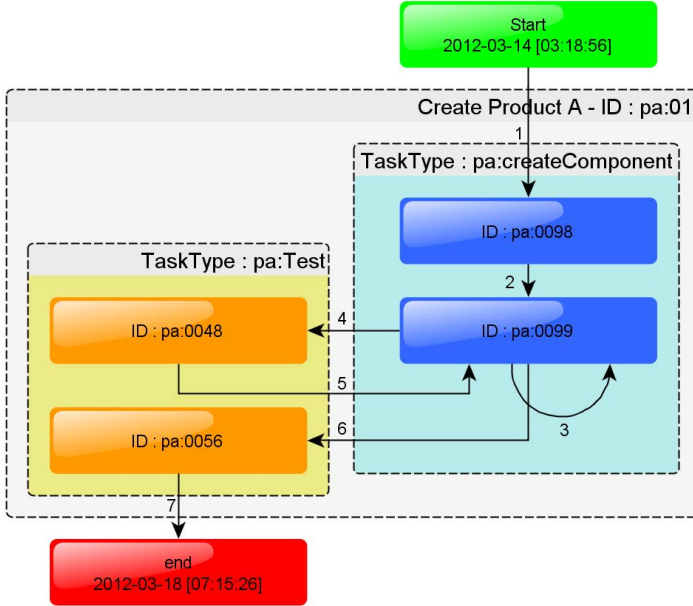 Start
2012-03-14 [03:18:56]
Create Product A - ID : pa:01
1
TaskType : pa:createComponent
ID : pa:0098
2
TaskType : pa:Test
ID : pa:0048
4
ID : pa:0099
5
3
6
ID : pa:0056
7
end
2012-03-18 [07:15:26]